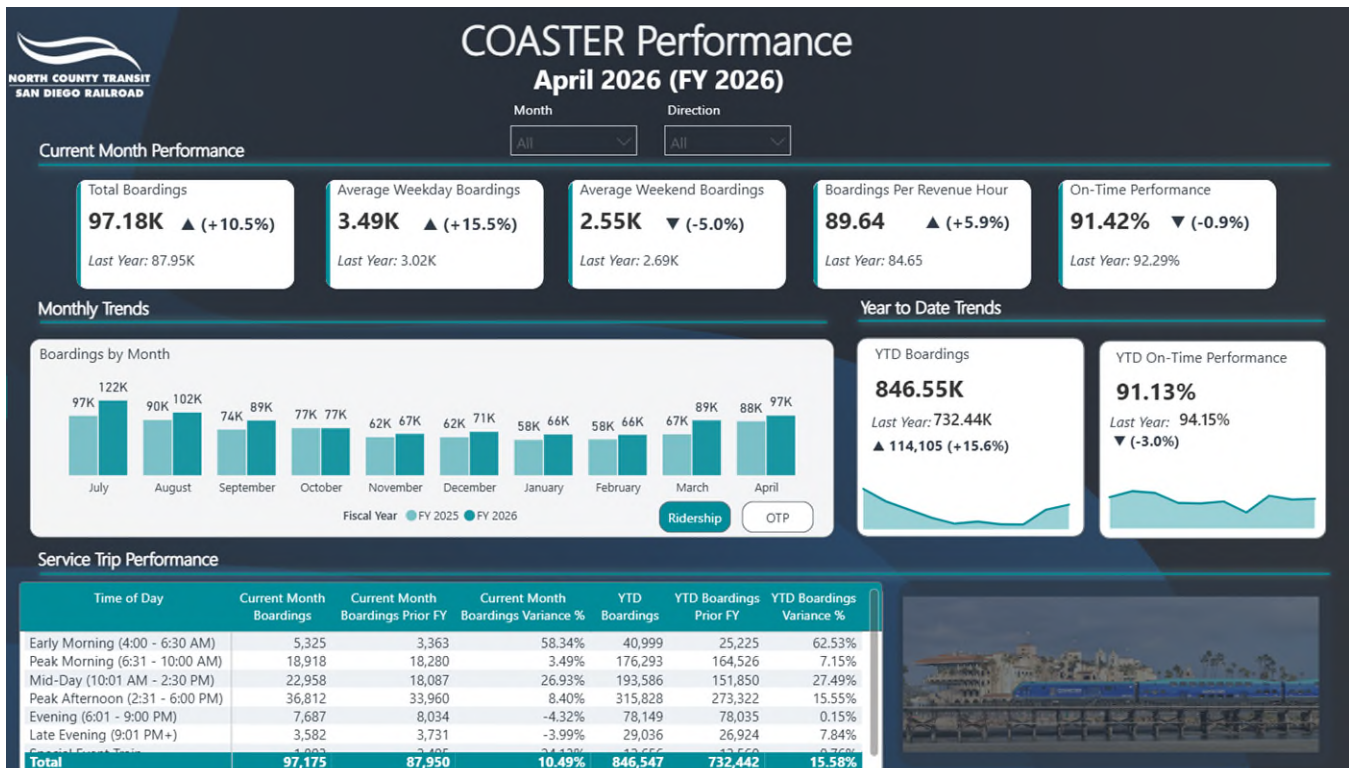 COASTER Performance
April 2026 (FY 2026)
NORTH COUNTY TRANSIT
SAN DIEGO RAILROAD
Month Direction
All All
Current Month Performance
Total Boardings
97.18K ▲ (+10.5%)
Last Year: 87.95K
Average Weekday Boardings
3.49K ▲ (+15.5%)
Last Year: 3.02K
Average Weekend Boardings
2.55K ▼ (-5.0%)
Last Year: 2.69K
Boardings Per Revenue Hour
89.64 ▲ (+5.9%)
Last Year: 84.65
On-Time Performance
91.42% ▼ (-0.9%)
Last Year: 92.29%
Monthly Trends
Boardings by Month
97K 122K 90K 102K 74K 89K 77K 77K 62K 67K 62K 71K 58K 66K 58K 66K 67K 89K 88K 97K
July August September October November December January February March April
Fiscal Year FY 2025 FY 2026
Ridership OTP
Year to Date Trends
YTD Boardings
846.55K
Last Year: 732.44K
▲ 114,105 (+15.6%)
YTD On-Time Performance
91.13%
Last Year: 94.15%
▼ (-3.0%)
Service Trip Performance
Time of Day Current Month Boardings Current Month Boardings Prior FY Current Month Boardings Variance % YTD Boardings YTD Boardings Prior FY YTD Boardings Variance %
Early Morning (4:00 - 6:30 AM) 5,325 3,363 58.34% 40,999 25,225 62.53%
Peak Morning (6:31 - 10:00 AM) 18,918 18,280 3.49% 176,293 164,526 7.15%
Mid-Day (10:01 AM - 2:30 PM) 22,958 18,087 26.93% 193,586 151,850 27.49%
Peak Afternoon (2:31 - 6:00 PM) 36,812 33,960 8.40% 315,828 273,322 15.55%
Evening (6:01 - 9:00 PM) 7,687 8,034 -4.32% 78,149 78,035 0.15%
Late Evening (9:01 PM+) 3,582 3,731 -3.99% 29,036 26,924 7.84%
Special Event Train
Total 97,175 87,950 10.49% 846,547 732,442 15.58%